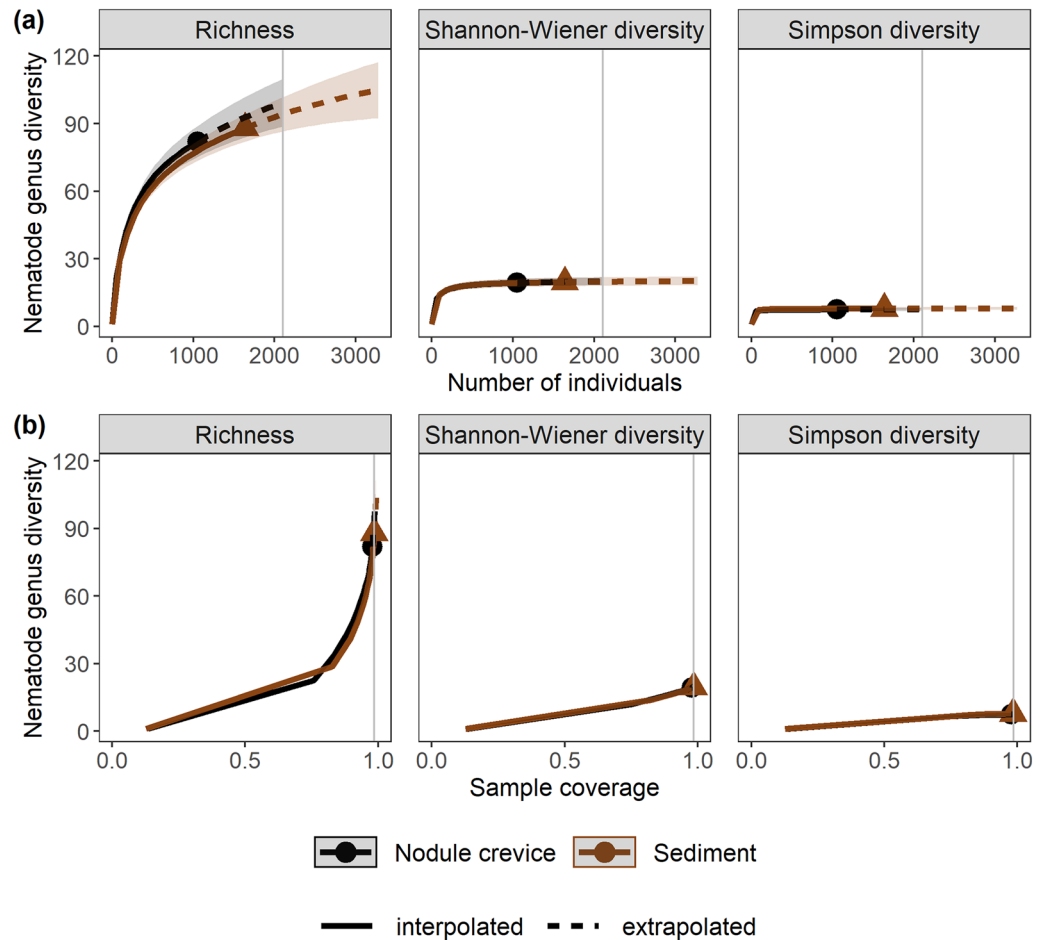 (a)
Richness
Shannon-Wiener diversity
Simpson diversity
Nematode genus diversity
120
90
60
30
0
0 1000 2000 3000
0 1000 2000 3000
0 1000 2000 3000
Number of individuals
(b)
Richness
Shannon-Wiener diversity
Simpson diversity
Nematode genus diversity
120
90
60
30
0
0.0 0.5 1.0
0.0 0.5 1.0
0.0 0.5 1.0
Sample coverage
Nodule crevice
Sediment
interpolated
extrapolated